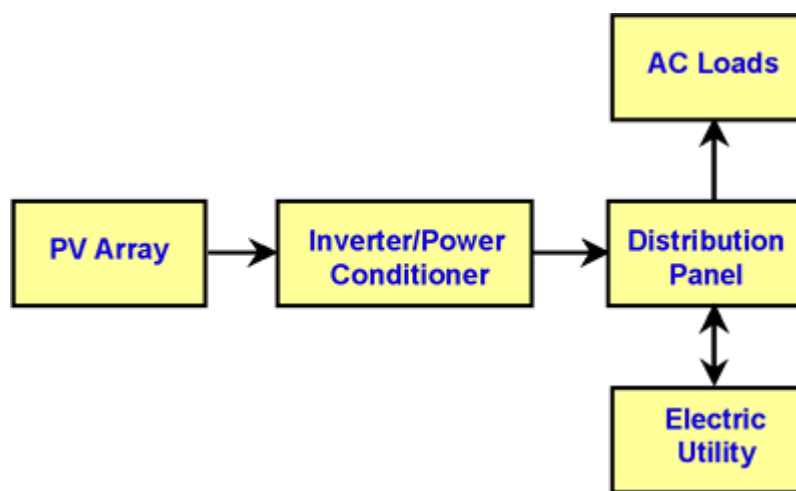 AC Loads
PV Array
Inverter/Power
Conditioner
Distribution
Panel
Electric
Utility